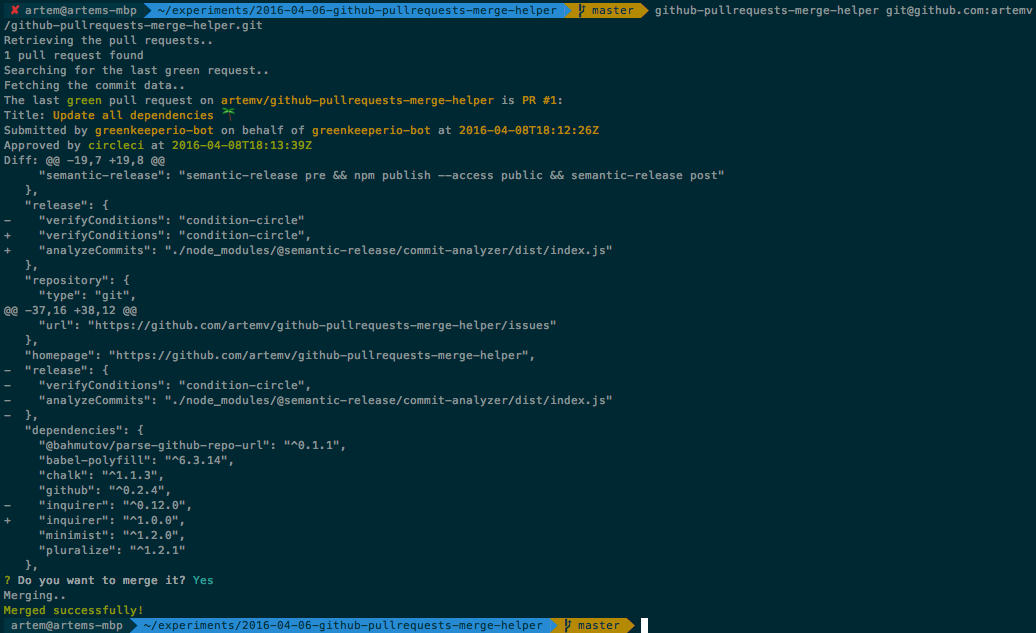 ✘ artem@artems-mbp ~/experiments/2016-04-06-github-pullrequests-merge-helper master github-pullrequests-merge-helper git@github.com:artemv
/github-pullrequests-merge-helper.git
Retrieving the pull requests..
1 pull request found
Searching for the last green request..
Fetching the commit data..
The last green pull request on artemv/github-pullrequests-merge-helper is PR #1:
Title: Update all dependencies 🌴
Submitted by greenkeeperio-bot on behalf of greenkeeperio-bot at 2016-04-08T18:12:26Z
Approved by circleci at 2016-04-08T18:13:39Z
Diff: @@ -19,7 +19,8 @@
     "semantic-release": "semantic-release pre && npm publish --access public && semantic-release post"
   },
   "release": {
-    "verifyConditions": "condition-circle"
+    "verifyConditions": "condition-circle",
+    "analyzeCommits": "./node_modules/@semantic-release/commit-analyzer/dist/index.js"
   },
   "repository": {
     "type": "git",
@@ -37,16 +38,12 @@
     "url": "https://github.com/artemv/github-pullrequests-merge-helper/issues"
   },
   "homepage": "https://github.com/artemv/github-pullrequests-merge-helper",
-  "release": {
-    "verifyConditions": "condition-circle",
-    "analyzeCommits": "./node_modules/@semantic-release/commit-analyzer/dist/index.js"
-  },
   "dependencies": {
     "@bahmutov/parse-github-repo-url": "^0.1.1",
     "babel-polyfill": "^6.3.14",
     "chalk": "^1.1.3",
     "github": "^0.2.4",
-    "inquirer": "^0.12.0",
+    "inquirer": "^1.0.0",
     "minimist": "^1.2.0",
     "pluralize": "^1.2.1"
   },
? Do you want to merge it? Yes
Merging..
Merged successfully!
artem@artems-mbp ~/experiments/2016-04-06-github-pullrequests-merge-helper master